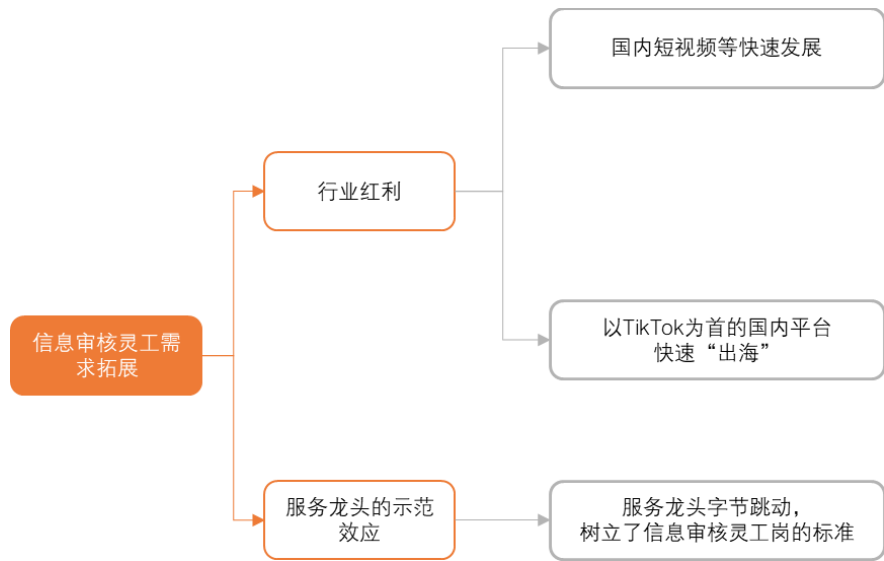 国内短视频等快速发展
行业红利
以TikTok为首的国内平台
快速“出海”
信息审核灵工需
求拓展
服务龙头的示范
效应
服务龙头字节跳动，
树立了信息审核灵工岗的标准